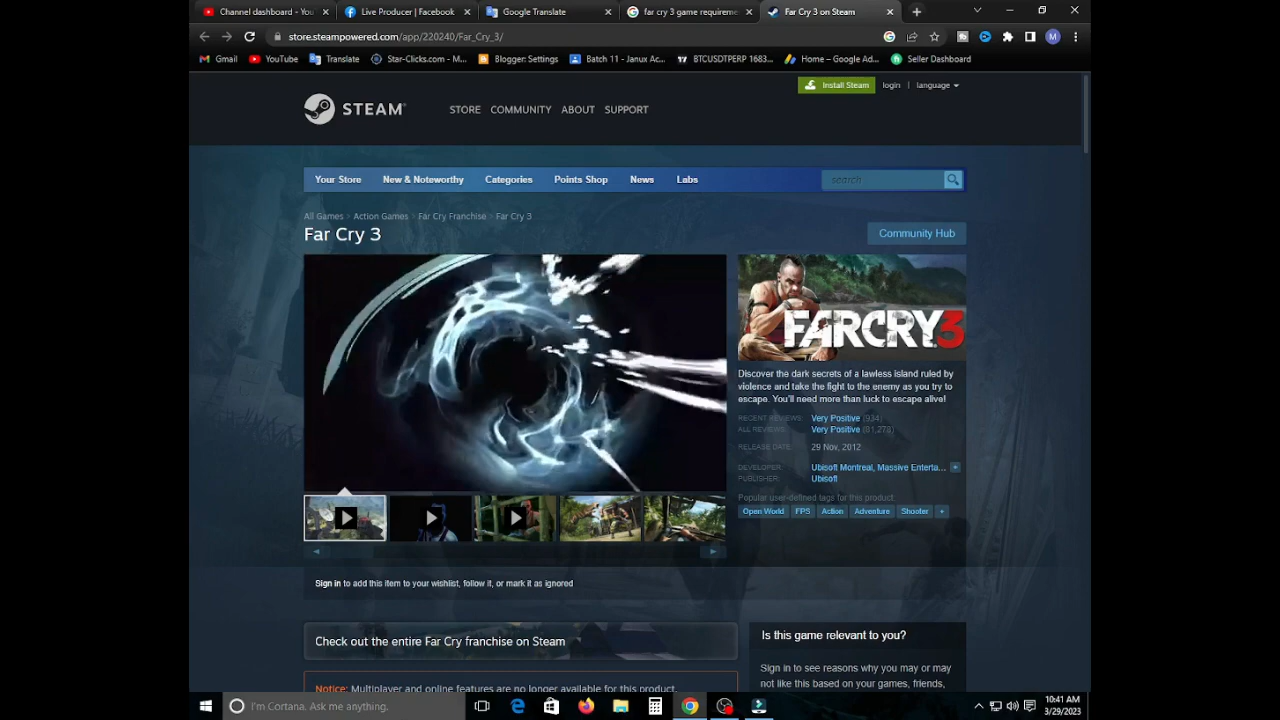 Channel dashboard - You
Live Producer | Facebook
Google Translate
far cry 3 game requireme
Far Cry 3 on Steam
store.steampowered.com/app/220240/Far_Cry_3/
M
Gmail
YouTube
Translate
Star-Clicks.com - M...
Blogger: Settings
Batch 11 - Janux Ac...
BTCUSDTPERP 1683...
Home – Google Ad...
Seller Dashboard
Install Steam
login | language
STEAM
STORE COMMUNITY ABOUT SUPPORT
Your Store New & Noteworthy Categories Points Shop News Labs
search
All Games > Action Games > Far Cry Franchise > Far Cry 3
Far Cry 3
Community Hub
FARCRY3
Discover the dark secrets of a lawless island ruled by
violence and take the fight to the enemy as you try to
escape. You'll need more than luck to escape alive!
RECENT REVIEWS: Very Positive (934)
ALL REVIEWS: Very Positive (81,278)
RELEASE DATE: 29 Nov, 2012
DEVELOPER: Ubisoft Montreal, Massive Enterta... +
PUBLISHER: Ubisoft
Popular user-defined tags for this product:
Open World FPS Action Adventure Shooter +
Sign in to add this item to your wishlist, follow it, or mark it as ignored
Check out the entire Far Cry franchise on Steam
Is this game relevant to you?
Sign in to see reasons why you may or may
not like this based on your games, friends,
Notice: Multiplayer and online features are no longer available for this product.
I'm Cortana. Ask me anything.
10:41 AM
3/29/2023